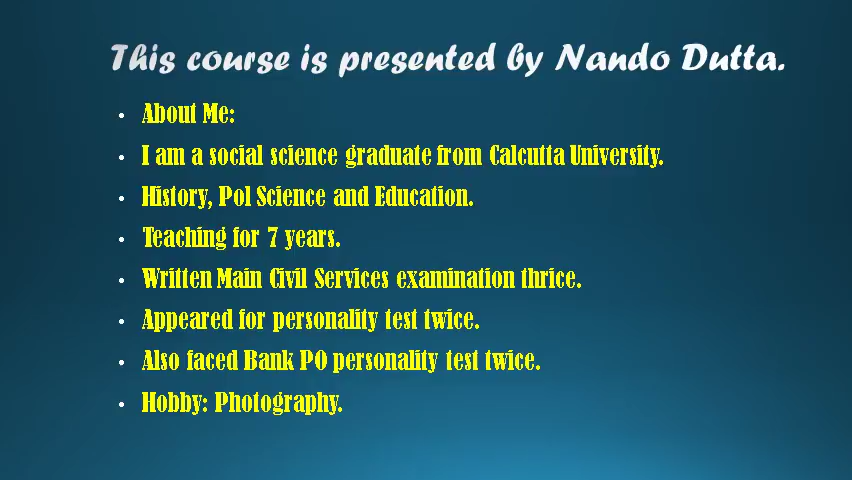 This course is presented by Nando Dutta.
• About Me:
• I am a social science graduate from Calcutta University.
• History, Pol Science and Education.
• Teaching for 7 years.
• Written Main Civil Services examination thrice.
• Appeared for personality test twice.
• Also faced Bank PO personality test twice.
• Hobby: Photography.